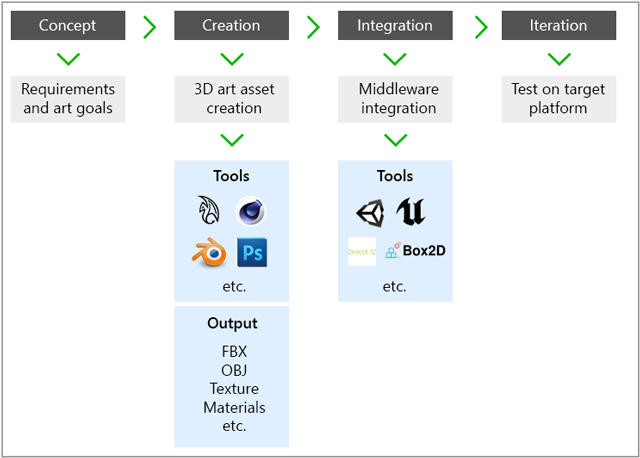 Concept
Creation
Integration
Iteration
Requirements
and art goals
3D art asset
creation
Middleware
integration
Test on target
platform
Tools
Ps
etc.
Output
FBX
OBJ
Texture
Materials
etc.
Tools
DirectX 12
Box2D
etc.